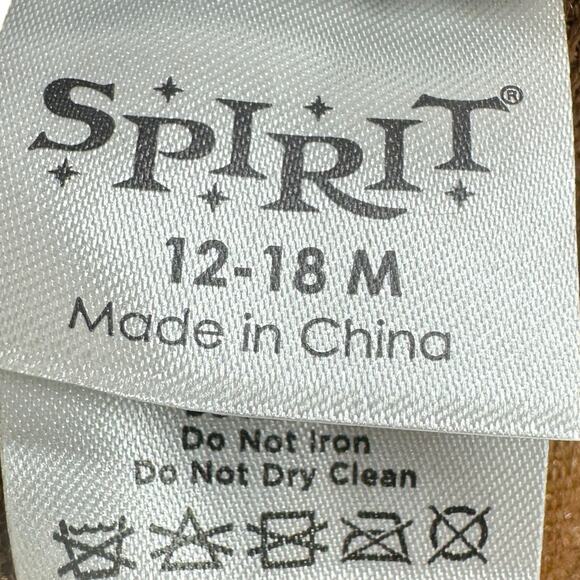 SPIRIT®
12-18 M
Made in China
Do Not Iron
Do Not Dry Clean